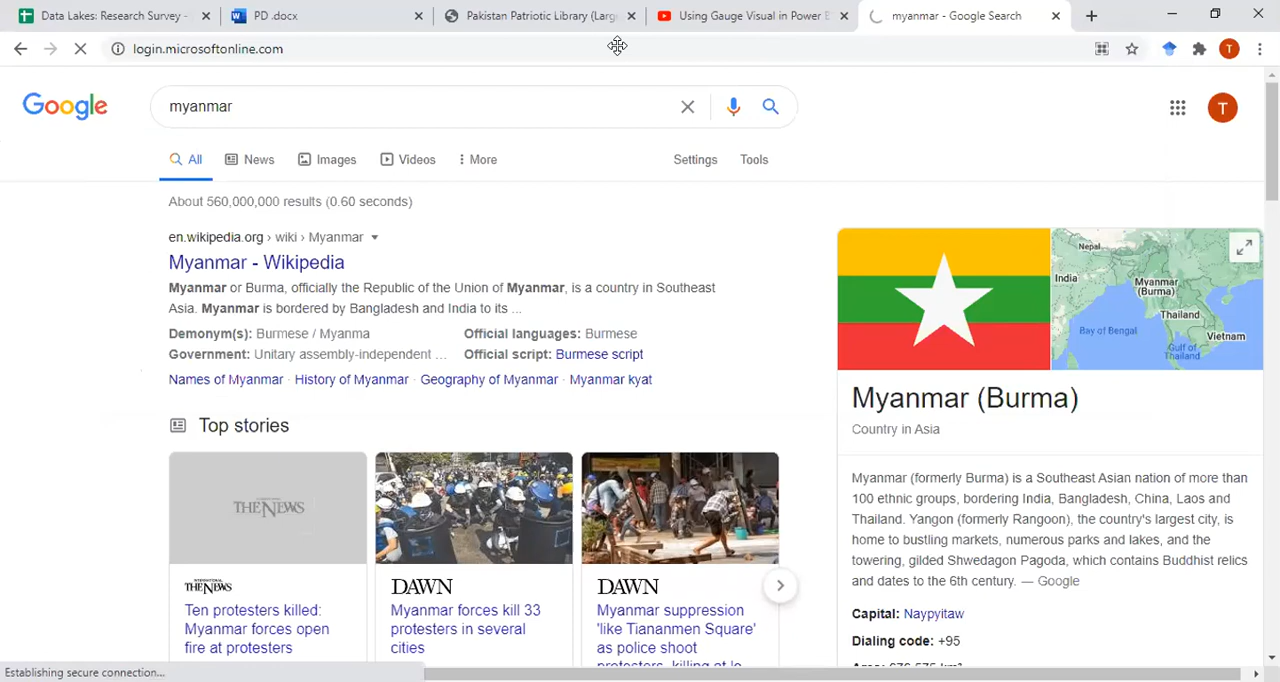 Data Lakes: Research Survey -
PD .docx
Pakistan Patriotic Library (Larg
Using Gauge Visual in Power B
myanmar - Google Search
login.microsoftonline.com
T
Google
myanmar
T
All
News
Images
Videos
More
Settings
Tools
About 560,000,000 results (0.60 seconds)
en.wikipedia.org › wiki › Myanmar
Myanmar - Wikipedia
Myanmar or Burma, officially the Republic of the Union of Myanmar, is a country in Southeast
Asia. Myanmar is bordered by Bangladesh and India to its ...
Demonym(s): Burmese / Myanma
Official languages: Burmese
Government: Unitary assembly-independent ...
Official script: Burmese script
Names of Myanmar · History of Myanmar · Geography of Myanmar · Myanmar kyat
Top stories
THE NEWS
THE NEWS
Ten protesters killed:
Myanmar forces open
fire at protesters
DAWN
Myanmar forces kill 33
protesters in several
cities
DAWN
Myanmar suppression
'like Tiananmen Square'
as police shoot
protesters, killing at
Nepal
India
Myanmar
(Burma)
Thailand
Bay of Bengal
Vietnam
Gulf of
Thailand
Myanmar (Burma)
Country in Asia
Myanmar (formerly Burma) is a Southeast Asian nation of more than
100 ethnic groups, bordering India, Bangladesh, China, Laos and
Thailand. Yangon (formerly Rangoon), the country's largest city, is
home to bustling markets, numerous parks and lakes, and the
towering, gilded Shwedagon Pagoda, which contains Buddhist relics
and dates to the 6th century. — Google
Capital: Naypyitaw
Dialing code: +95
Establishing secure connection...